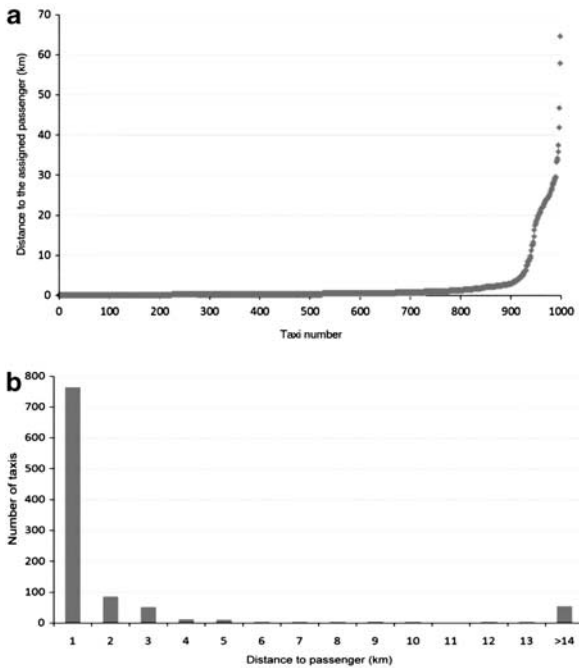 a
70
60
50
40
30
20
10
0
Distance to the assigned passenger (km)
0 100 200 300 400 500 600 700 800 900 1000
Taxi number
b
800
700
600
500
400
300
200
100
0
Number of taxis
1 2 3 4 5 6 7 8 9 10 11 12 13 >14
Distance to passenger (km)